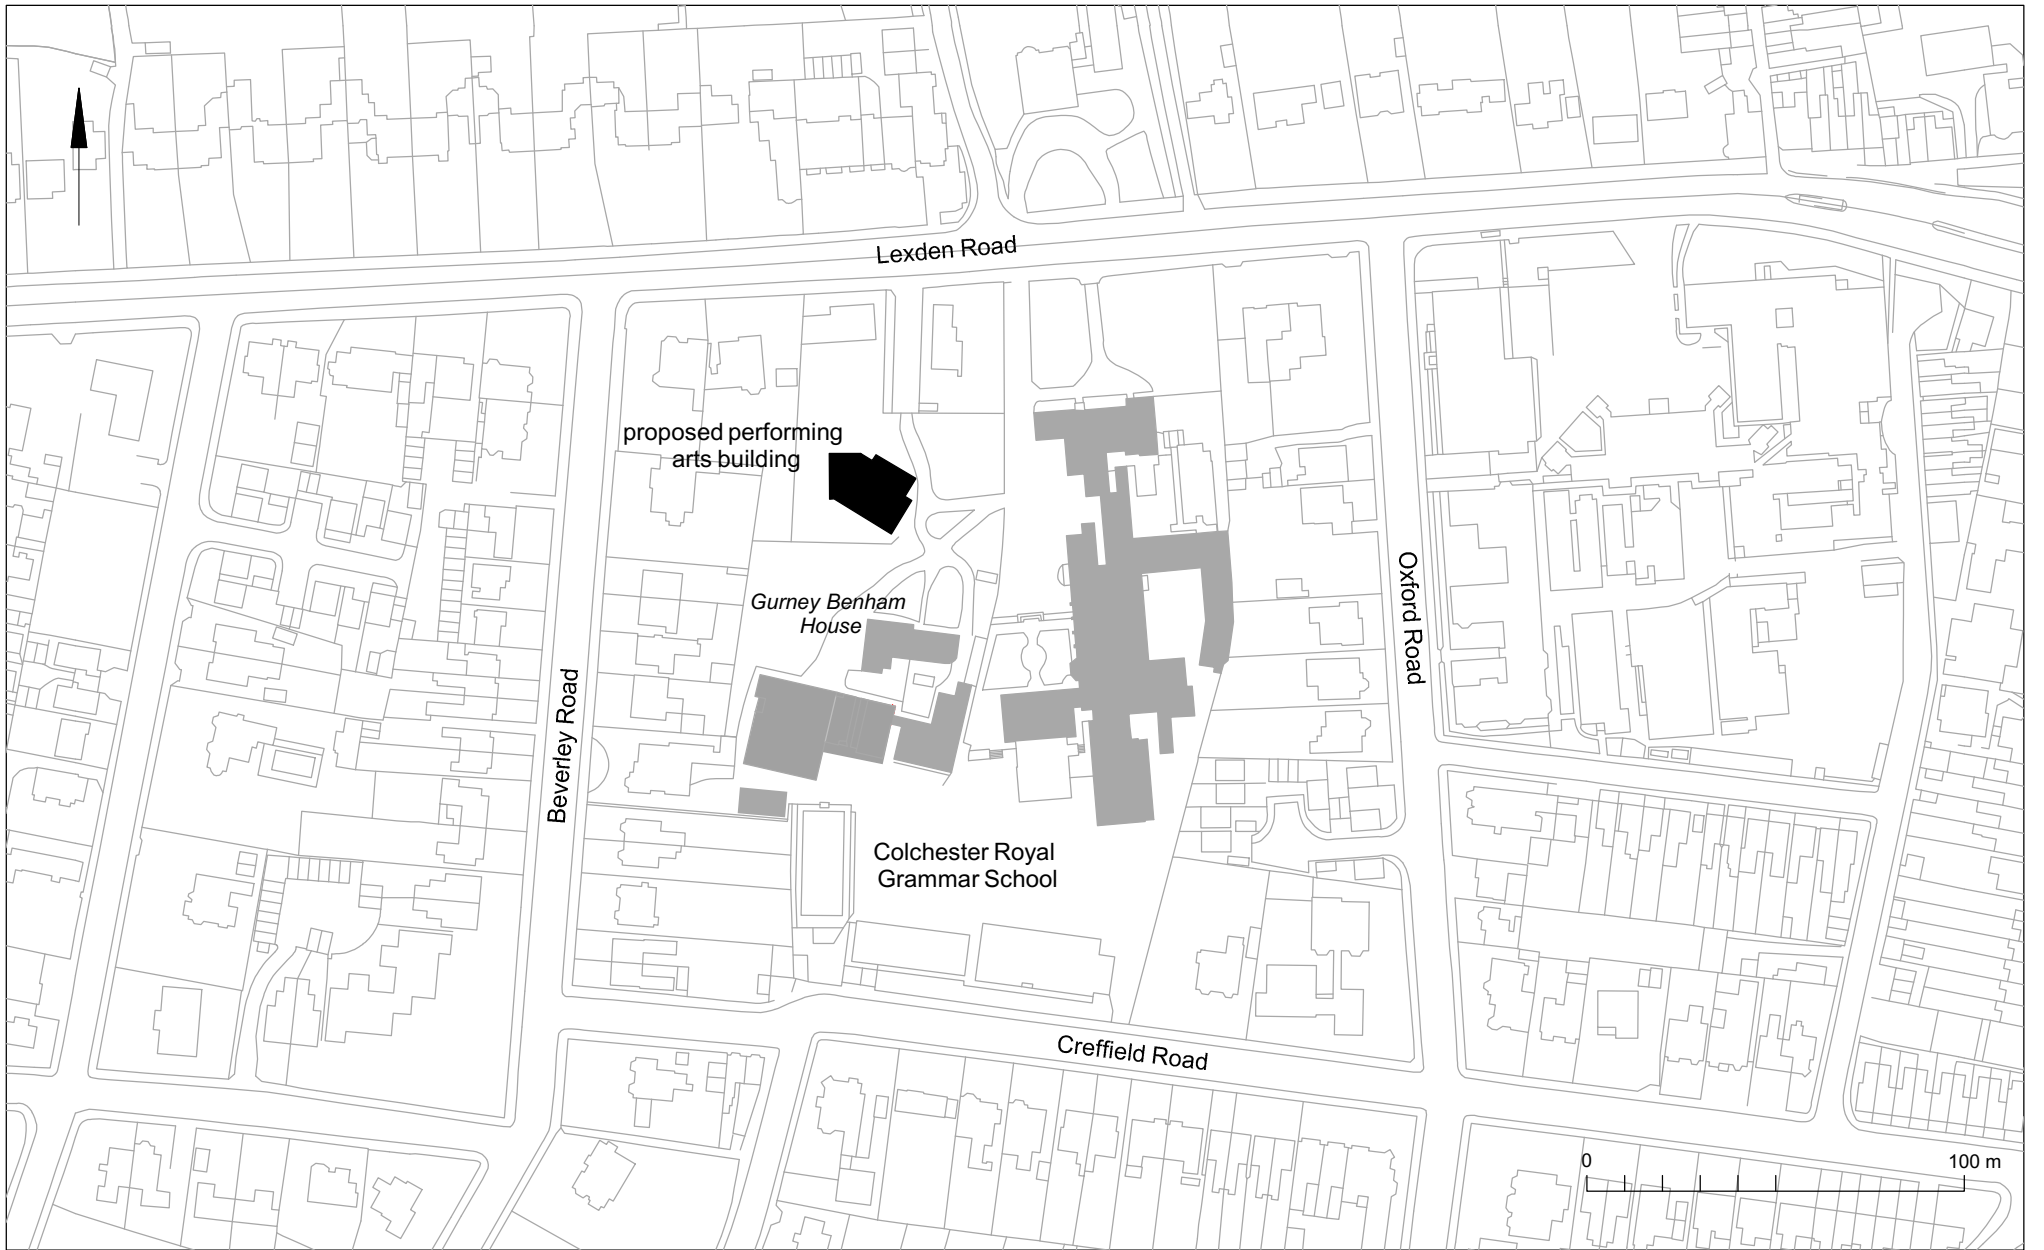 Lexden Road
proposed performing
arts building
Gurney Benham
House
Oxford Road
Beverley Road
Colchester Royal
Grammar School
Creffield Road
0
100 m